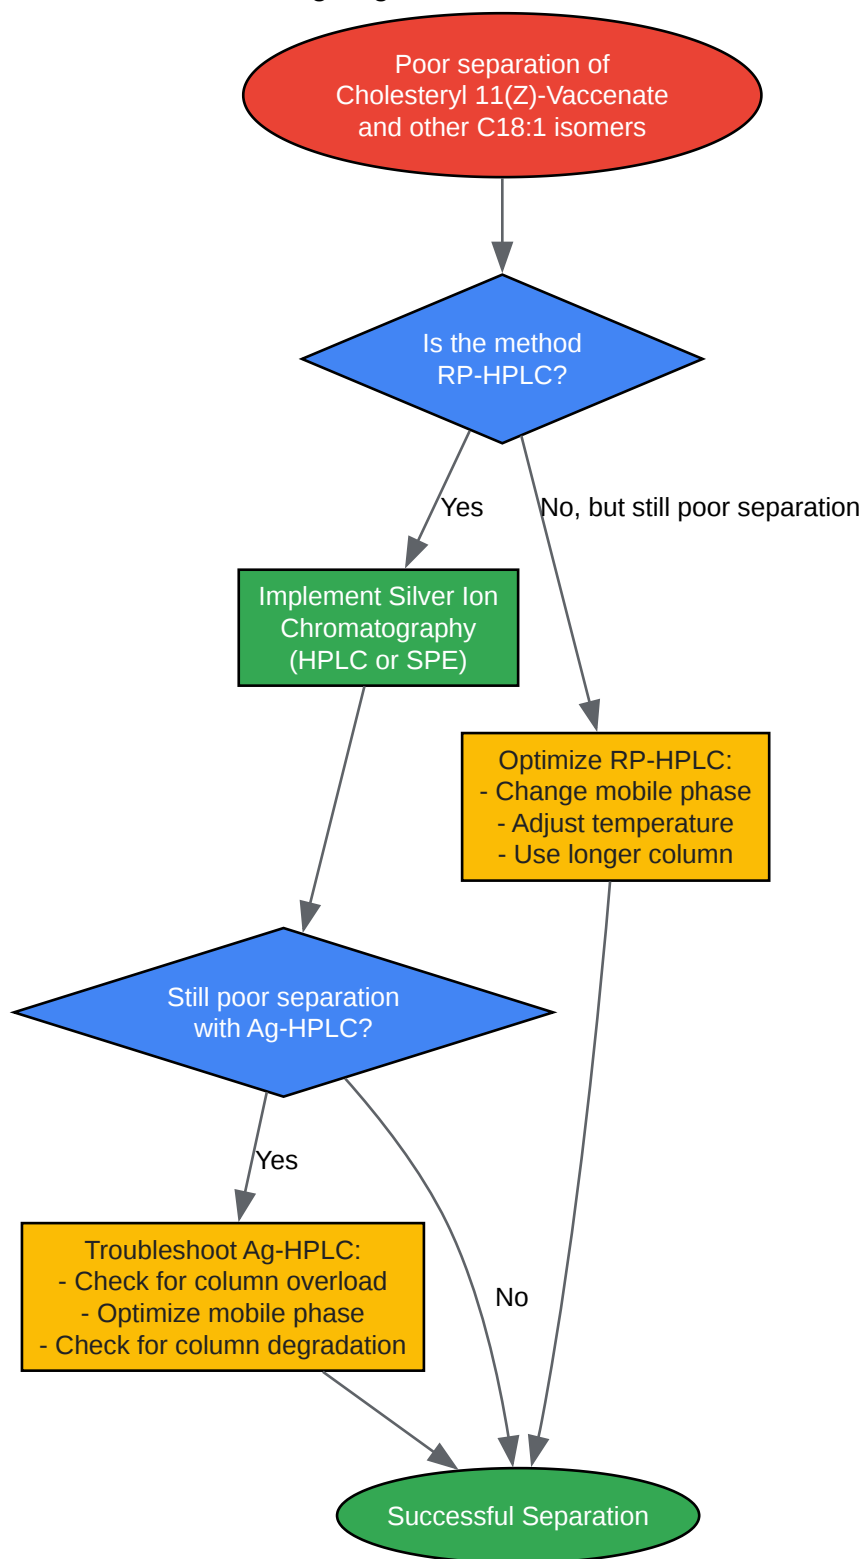 Poor separation of
Cholesteryl 11(Z)-Vaccenate
and other C18:1 isomers
Is the method
RP-HPLC?
Yes
No, but still poor separation
Implement Silver Ion
Chromatography
(HPLC or SPE)
Optimize RP-HPLC:
- Change mobile phase
- Adjust temperature
- Use longer column
Still poor separation
with Ag-HPLC?
Yes
Troubleshoot Ag-HPLC:
- Check for column overload
- Optimize mobile phase
- Check for column degradation
No
Successful Separation